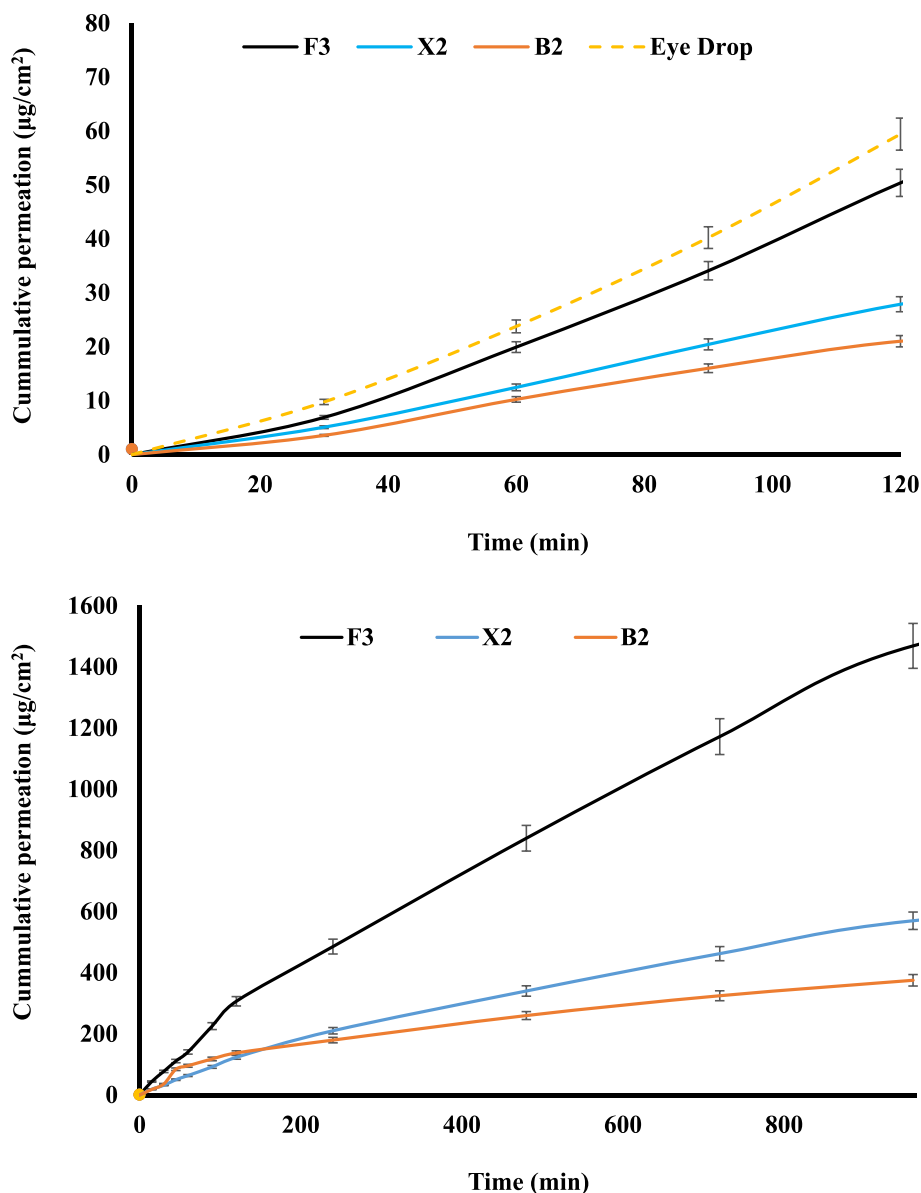 80
F3 X2 B2 Eye Drop
70
60
50
40
30
20
10
0
Cummulative permeation (µg/cm²)
0 20 40 60 80 100 120
Time (min)
1600
F3 X2 B2
1400
1200
1000
800
600
400
200
0
Cummulative permeation (µg/cm²)
0 200 400 600 800
Time (min)